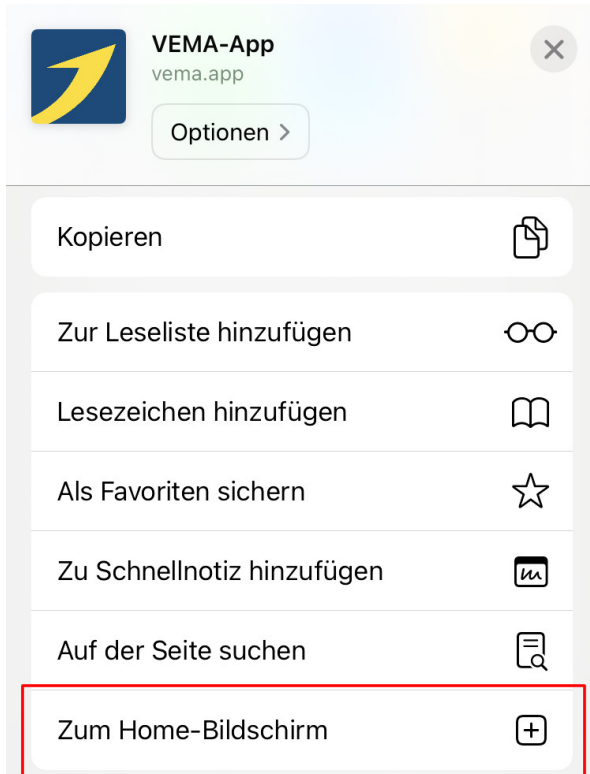 VEMA-App
vema.app
Optionen
Kopieren
Zur Leseliste hinzufügen
Lesezeichen hinzufügen
Als Favoriten sichern
Zu Schnellnotiz hinzufügen
Auf der Seite suchen
Zum Home-Bildschirm